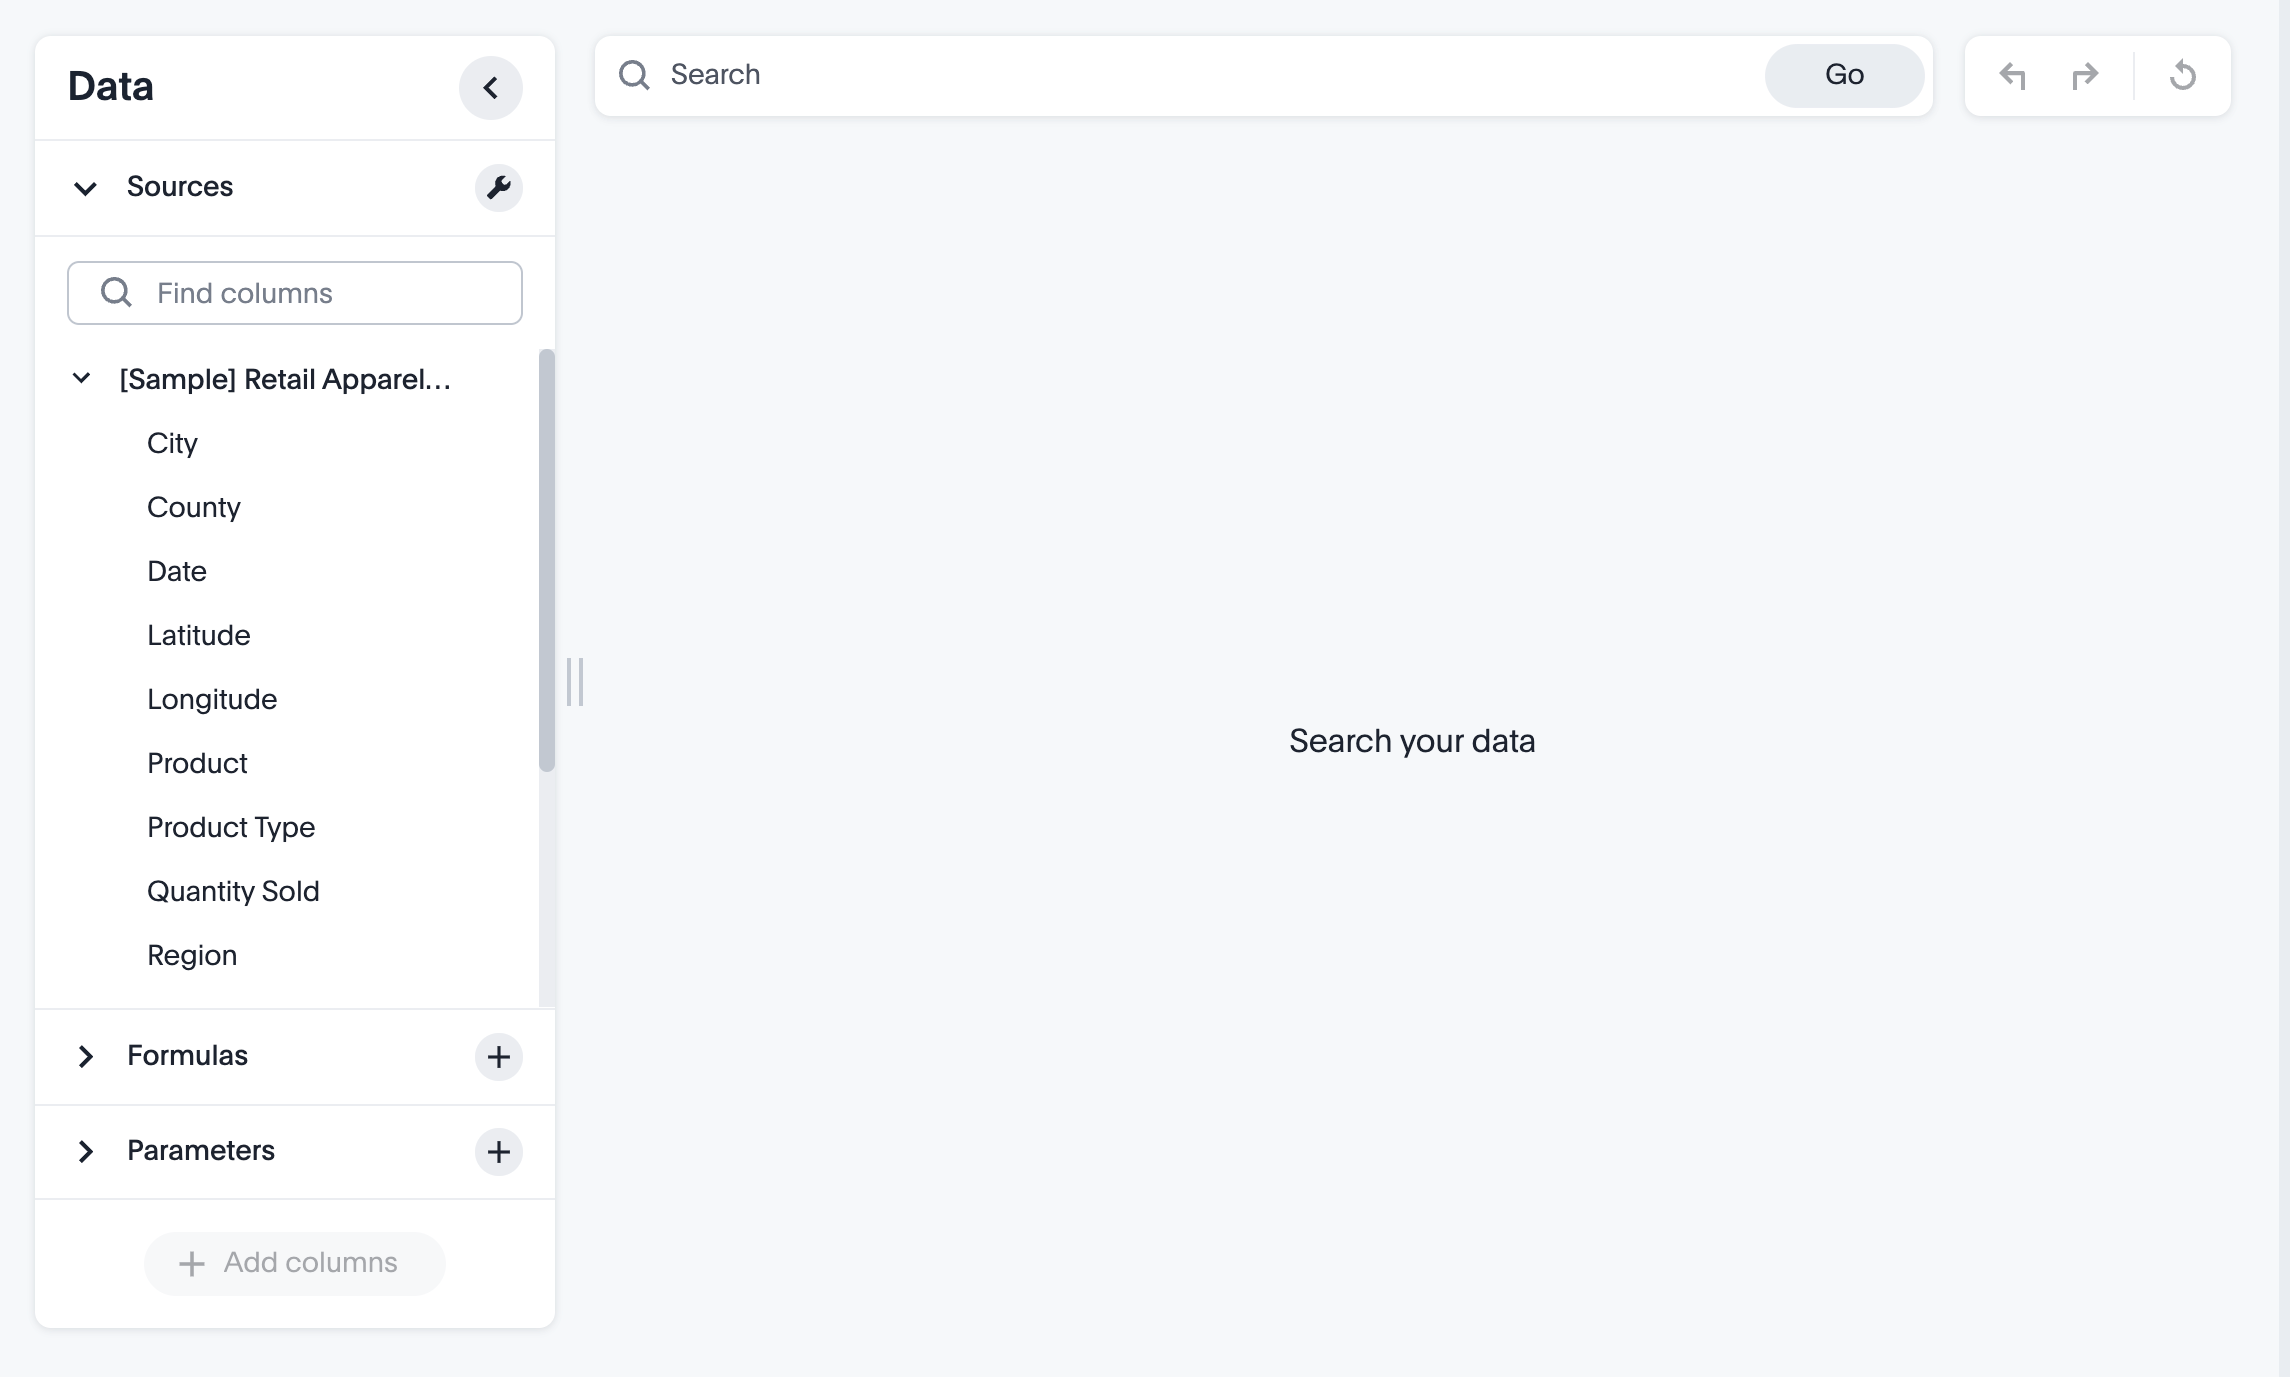 Data
Search
Go
Sources
Find columns
[Sample] Retail Apparel...
City
County
Date
Latitude
Longitude
Product
Product Type
Quantity Sold
Region
Search your data
Formulas
Parameters
Add columns